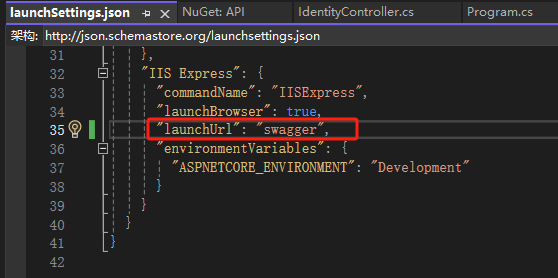 launchSettings.json NuGet: API IdentityController.cs Program.cs
架构: http://json.schemastore.org/launchsettings.json
31 },
32 "IIS Express": {
33 "commandName": "IISExpress",
34 "launchBrowser": true,
35 "launchUrl": "swagger",
36 "environmentVariables": {
37 "ASPNETCORE_ENVIRONMENT": "Development"
38 }
39 }
40 }
41 }
42